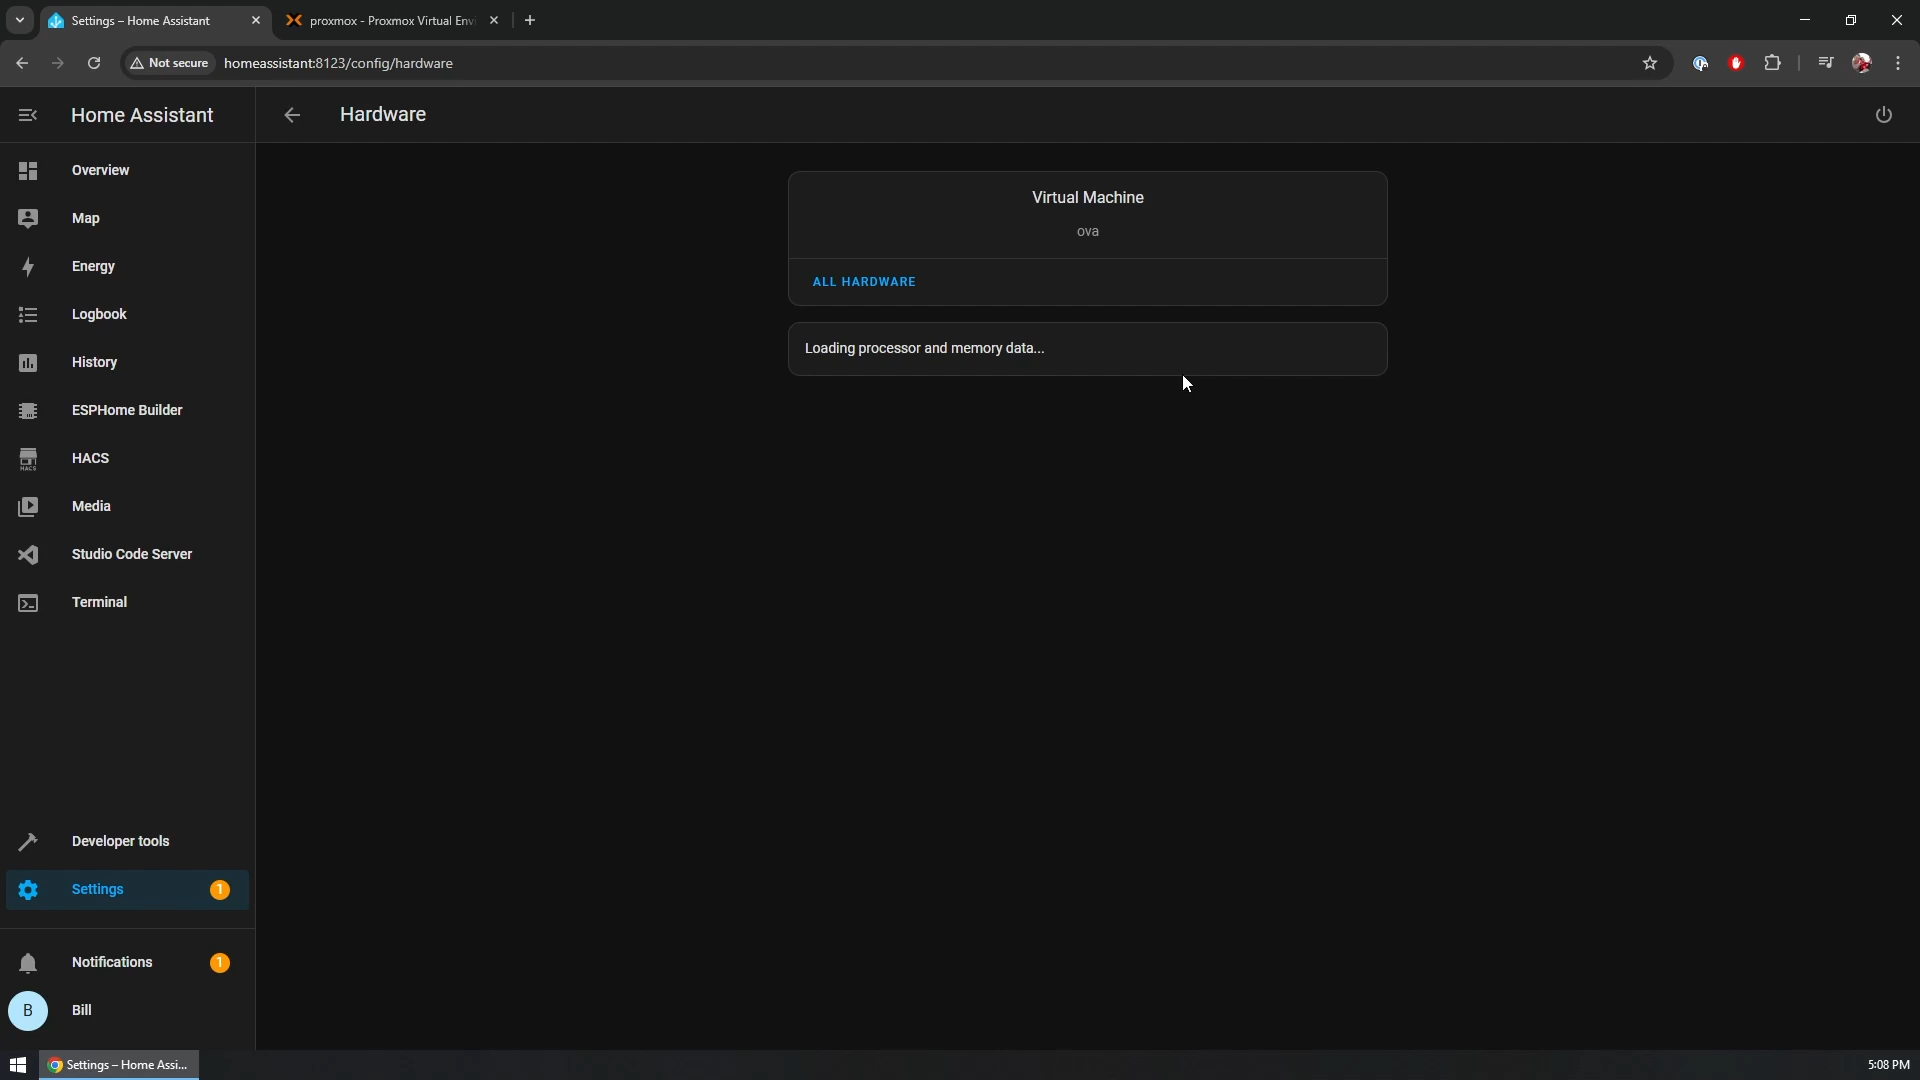 Settings – Home Assistant
proxmox - Proxmox Virtual Env
Not secure
homeassistant:8123/config/hardware
Home Assistant
Hardware
Overview
Map
Energy
Logbook
History
ESPHome Builder
HACS
HACS
Media
Studio Code Server
Terminal
Virtual Machine
ova
ALL HARDWARE
Loading processor and memory data...
Developer tools
Settings
1
Notifications
1
B
Bill
Settings – Home Assi...
5:08 PM